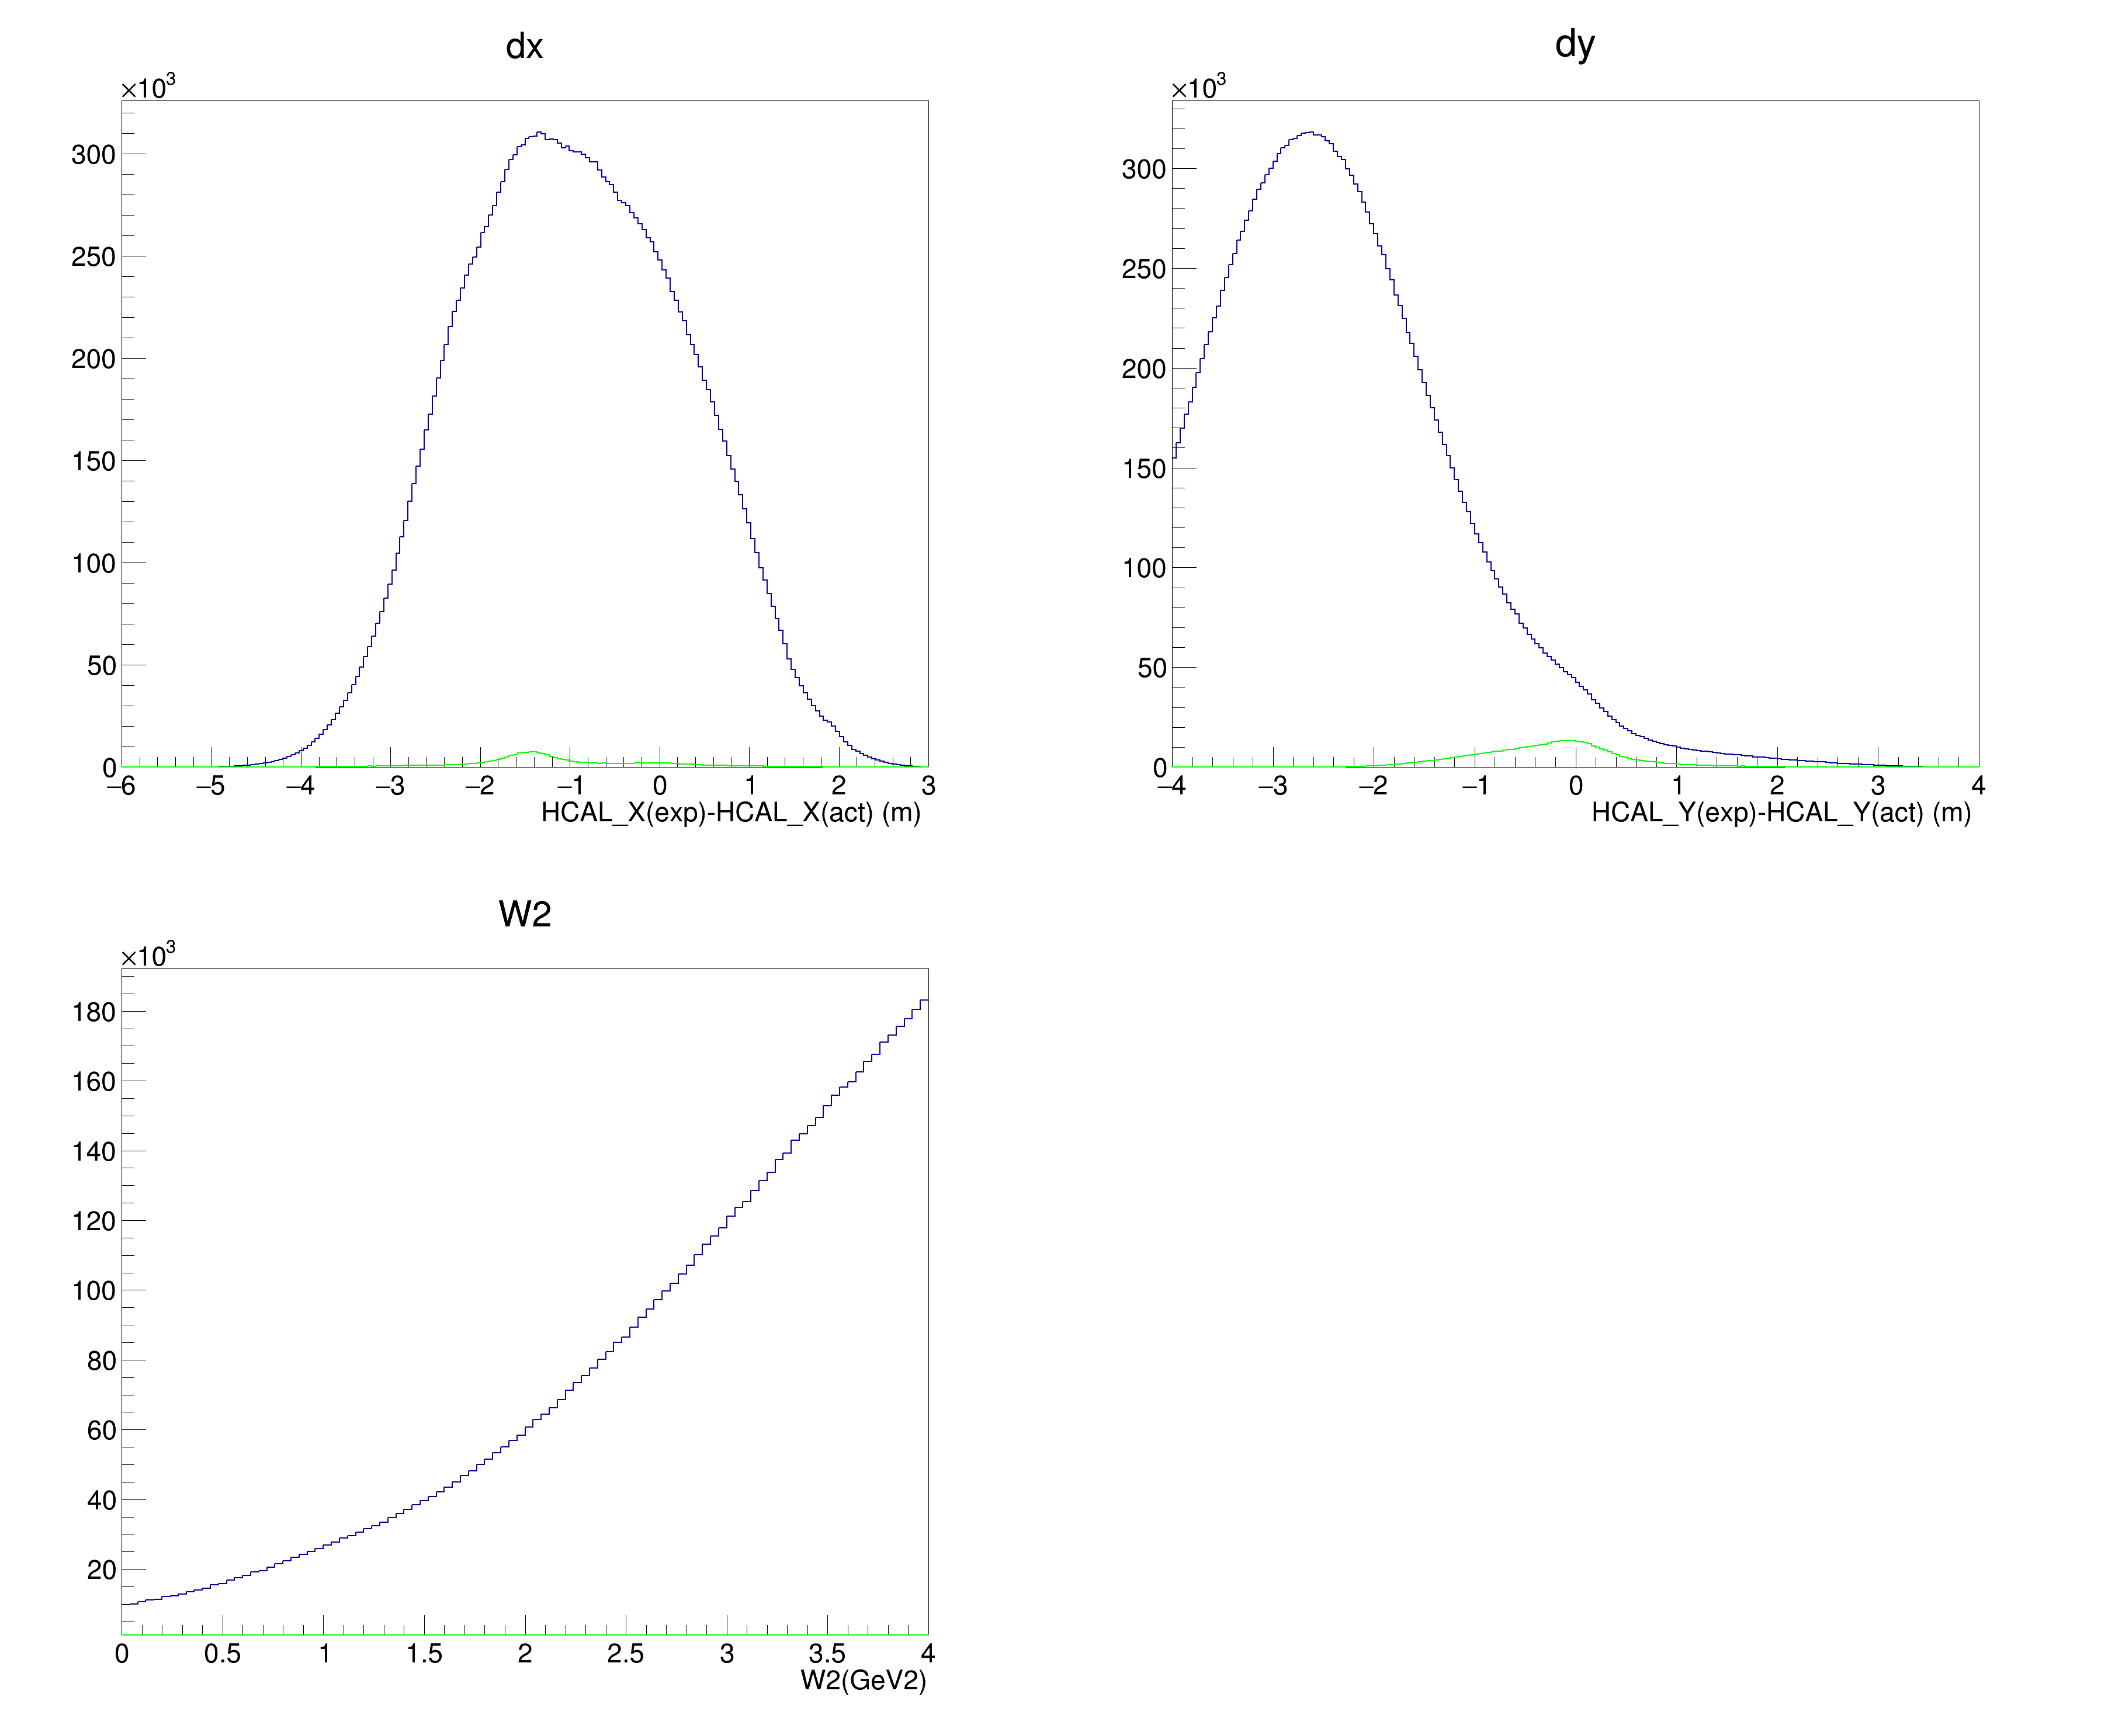 dx
×10³
300
250
200
150
100
50
0
−6 −5 −4 −3 −2 −1 0 1 2 3
HCAL_X(exp)-HCAL_X(act) (m)
dy
×10³
300
250
200
150
100
50
0
−4 −3 −2 −1 0 1 2 3 4
HCAL_Y(exp)-HCAL_Y(act) (m)
W2
×10³
180
160
140
120
100
80
60
40
20
0 0.5 1 1.5 2 2.5 3 3.5 4
W2(GeV2)